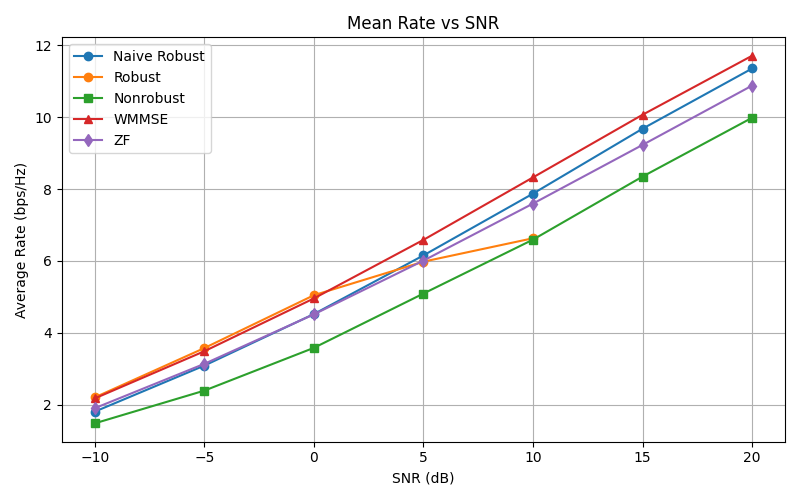 Mean Rate vs SNR
Naive Robust
Robust
Nonrobust
WMMSE
ZF
Average Rate (bps/Hz)
12
10
8
6
4
2
−10
−5
0
5
10
15
20
SNR (dB)